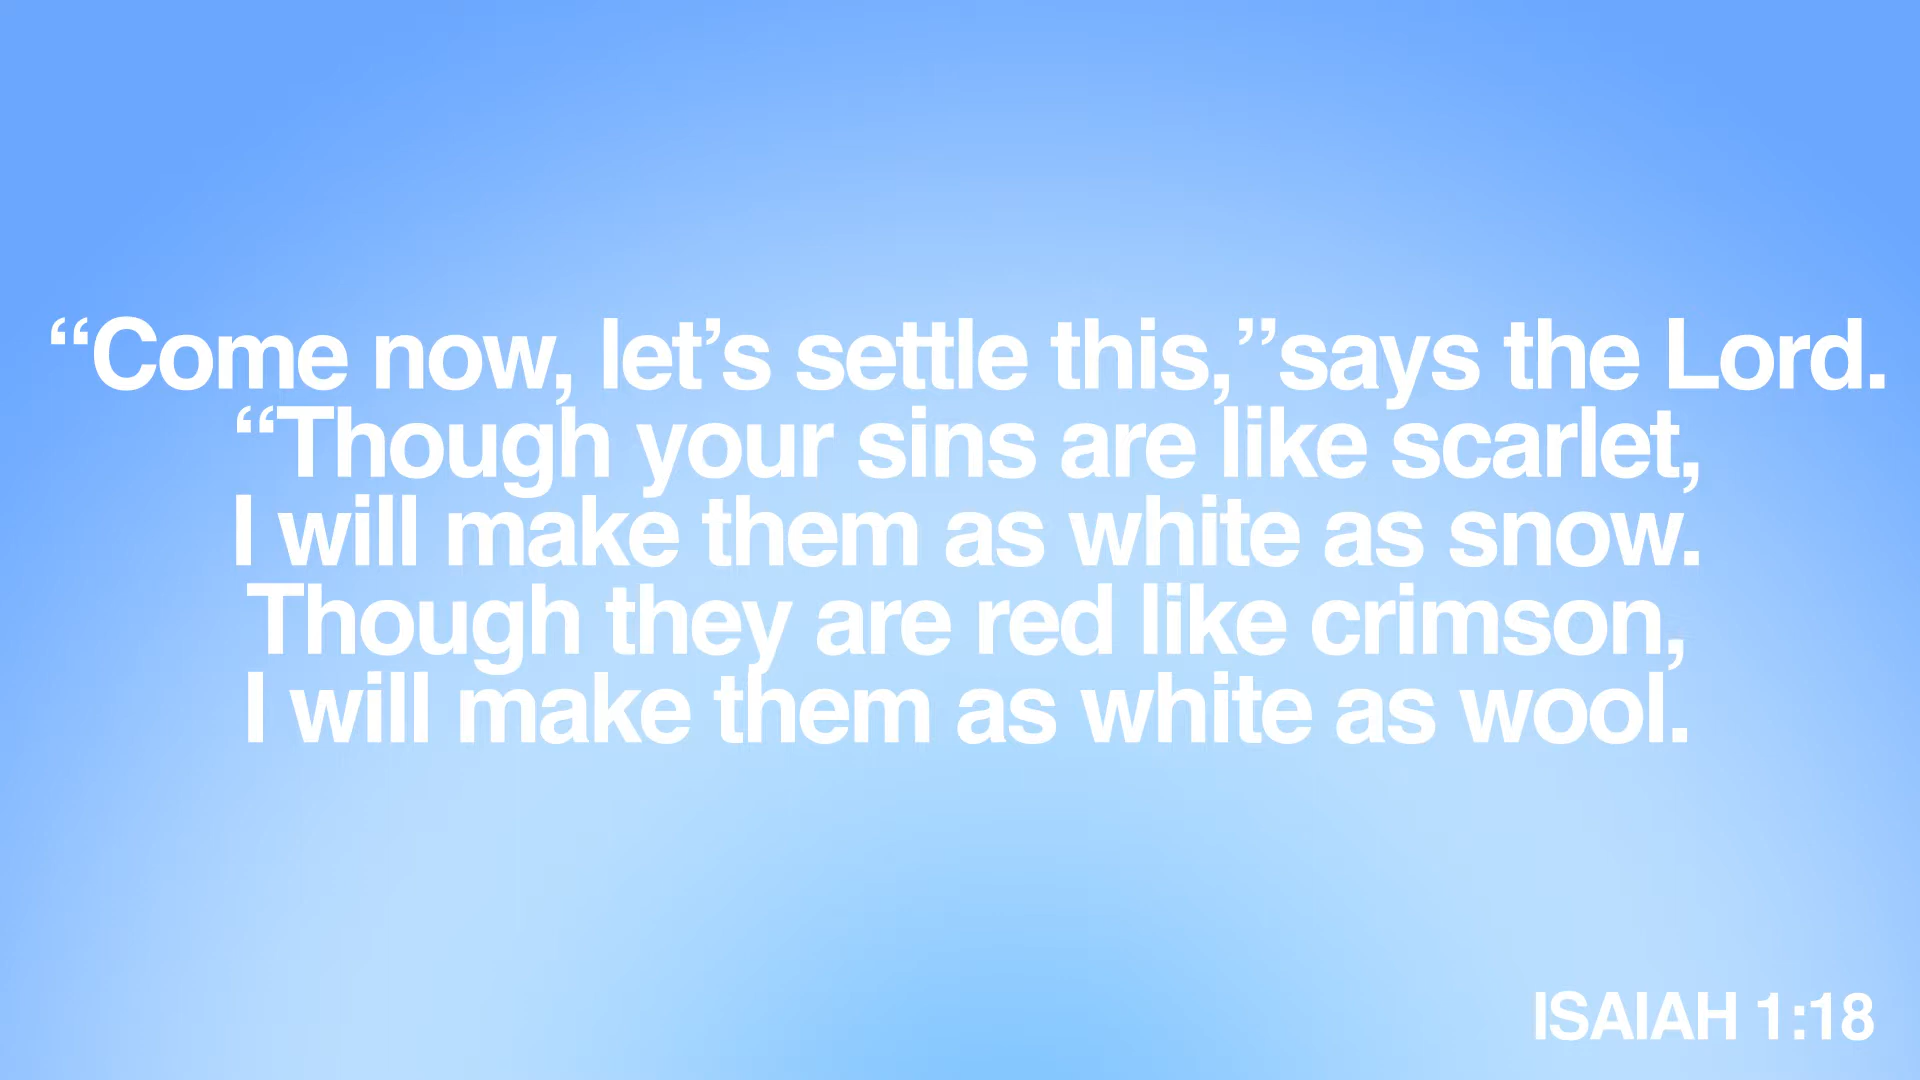 “Come now, let’s settle this,”says the Lord.
“Though your sins are like scarlet,
I will make them as white as snow.
Though they are red like crimson,
I will make them as white as wool.
ISAIAH 1:18